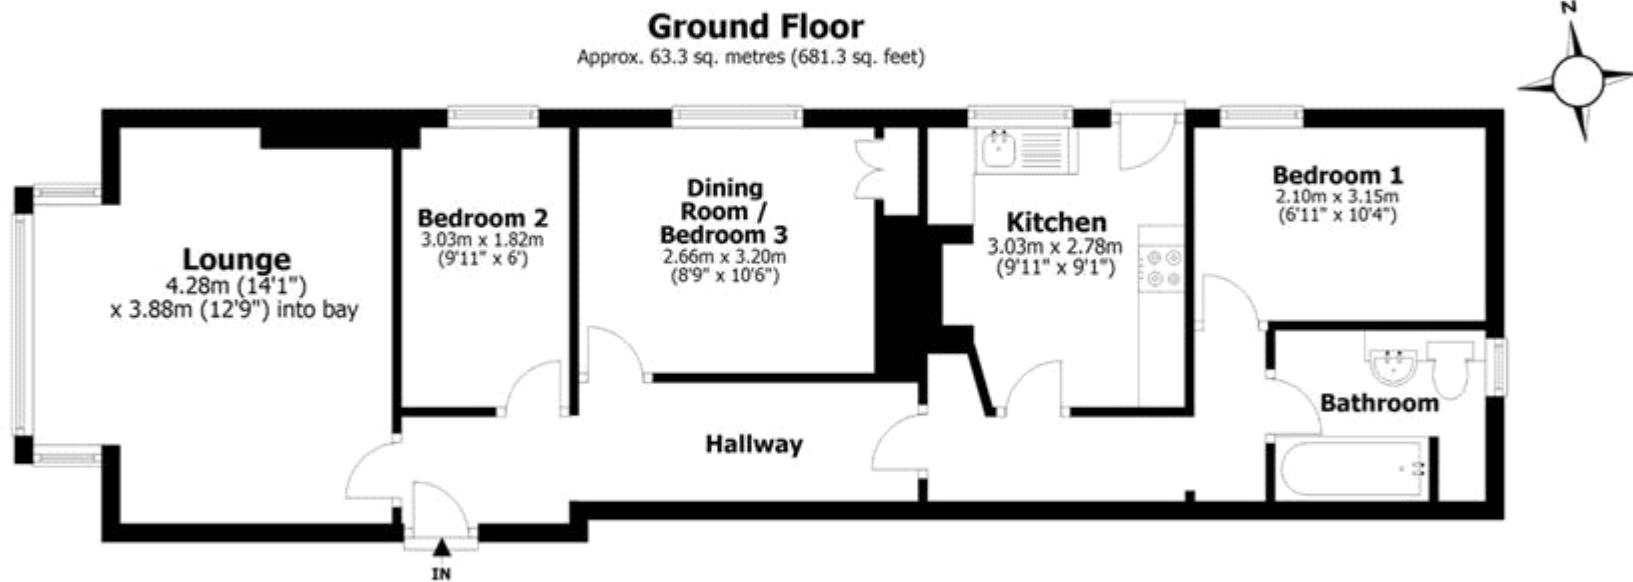 Ground Floor
Approx. 63.3 sq. metres (681.3 sq. feet)
N
Lounge
4.28m (14'1")
x 3.88m (12'9") into bay
Bedroom 2
3.03m x 1.82m
(9'11" x 6')
Dining
Room /
Bedroom 3
2.66m x 3.20m
(8'9" x 10'6")
Kitchen
3.03m x 2.78m
(9'11" x 9'1")
Bedroom 1
2.10m x 3.15m
(6'11" x 10'4")
Bathroom
Hallway
IN